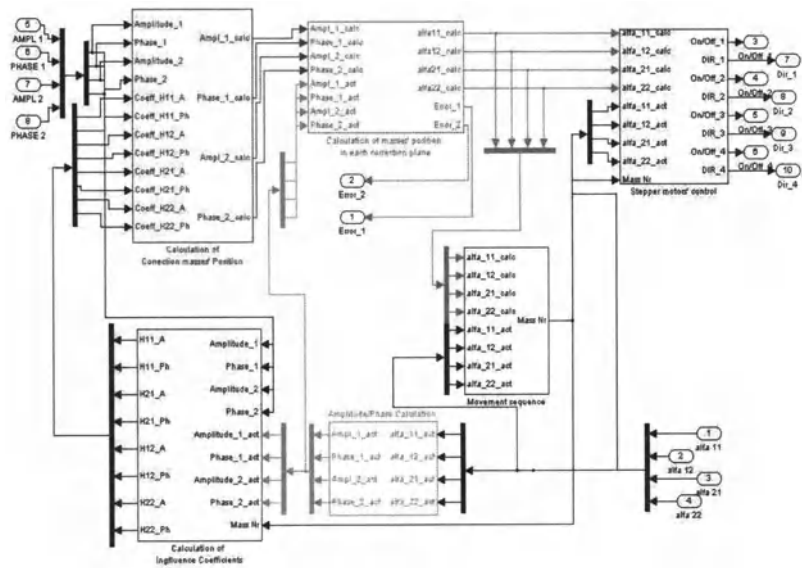 5
AMPL 1
6
PHASE 1
7
AMPL 2
8
PHASE 2
Amplitude_1
Phase_1
Amplitude_2
Phase_2
Coeff_H11_A
Coeff_H11_Ph
Coeff_H12_A
Coeff_H12_Ph
Coeff_H21_A
Coeff_H21_Ph
Coeff_H22_A
Coeff_H22_Ph
Ampl_1_calc
Phase_1_calc
Ampl_2_calc
Phase_2_calc
Calculation of
Correction masses' Position
Ampl_1_calc
Phase_1_calc
Ampl_2_calc
Phase_2_calc
Ampl_1_act
Phase_1_act
Ampl_2_act
Phase_2_act
alfa11_calc
alfa12_calc
alfa21_calc
alfa22_calc
Error_1
Error_2
Calculation of masses' position
in each correction plane
2
Error_2
1
Error_1
alfa_11_calc
alfa_12_calc
alfa_21_calc
alfa_22_calc
alfa_11_act
alfa_12_act
alfa_21_act
alfa_22_act
Mass Nr
On/Off_1
DIR_1
On/Off_2
DIR_2
On/Off_3
DIR_3
On/Off_4
DIR_4
Stepper motors' control
3
On/Off_1
7
Dir_1
4
On/Off_2
8
Dir_2
5
On/Off_3
9
Dir_3
6
On/Off_4
10
Dir_4
alfa_11_calc
alfa_12_calc
alfa_21_calc
alfa_22_calc
alfa_11_act
alfa_12_act
alfa_21_act
alfa_22_act
Mass Nr
Movement sequence
H11_A
H11_Ph
H21_A
H21_Ph
H12_A
H12_Ph
H22_A
H22_Ph
Amplitude_1
Phase_1
Amplitude_2
Phase_2
Amplitude_1_act
Phase_1_act
Amplitude_2_act
Phase_2_act
Mass Nr
Calculation of
Ingfluence Coefficients
Amplitude/Phase Calculation
Ampl_1_act
Phase_1_act
Ampl_2_act
Phase_2_act
alfa_11_act
alfa_12_act
alfa_21_act
alfa_22_act
1
alfa 11
2
alfa 12
3
alfa 21
4
alfa 22